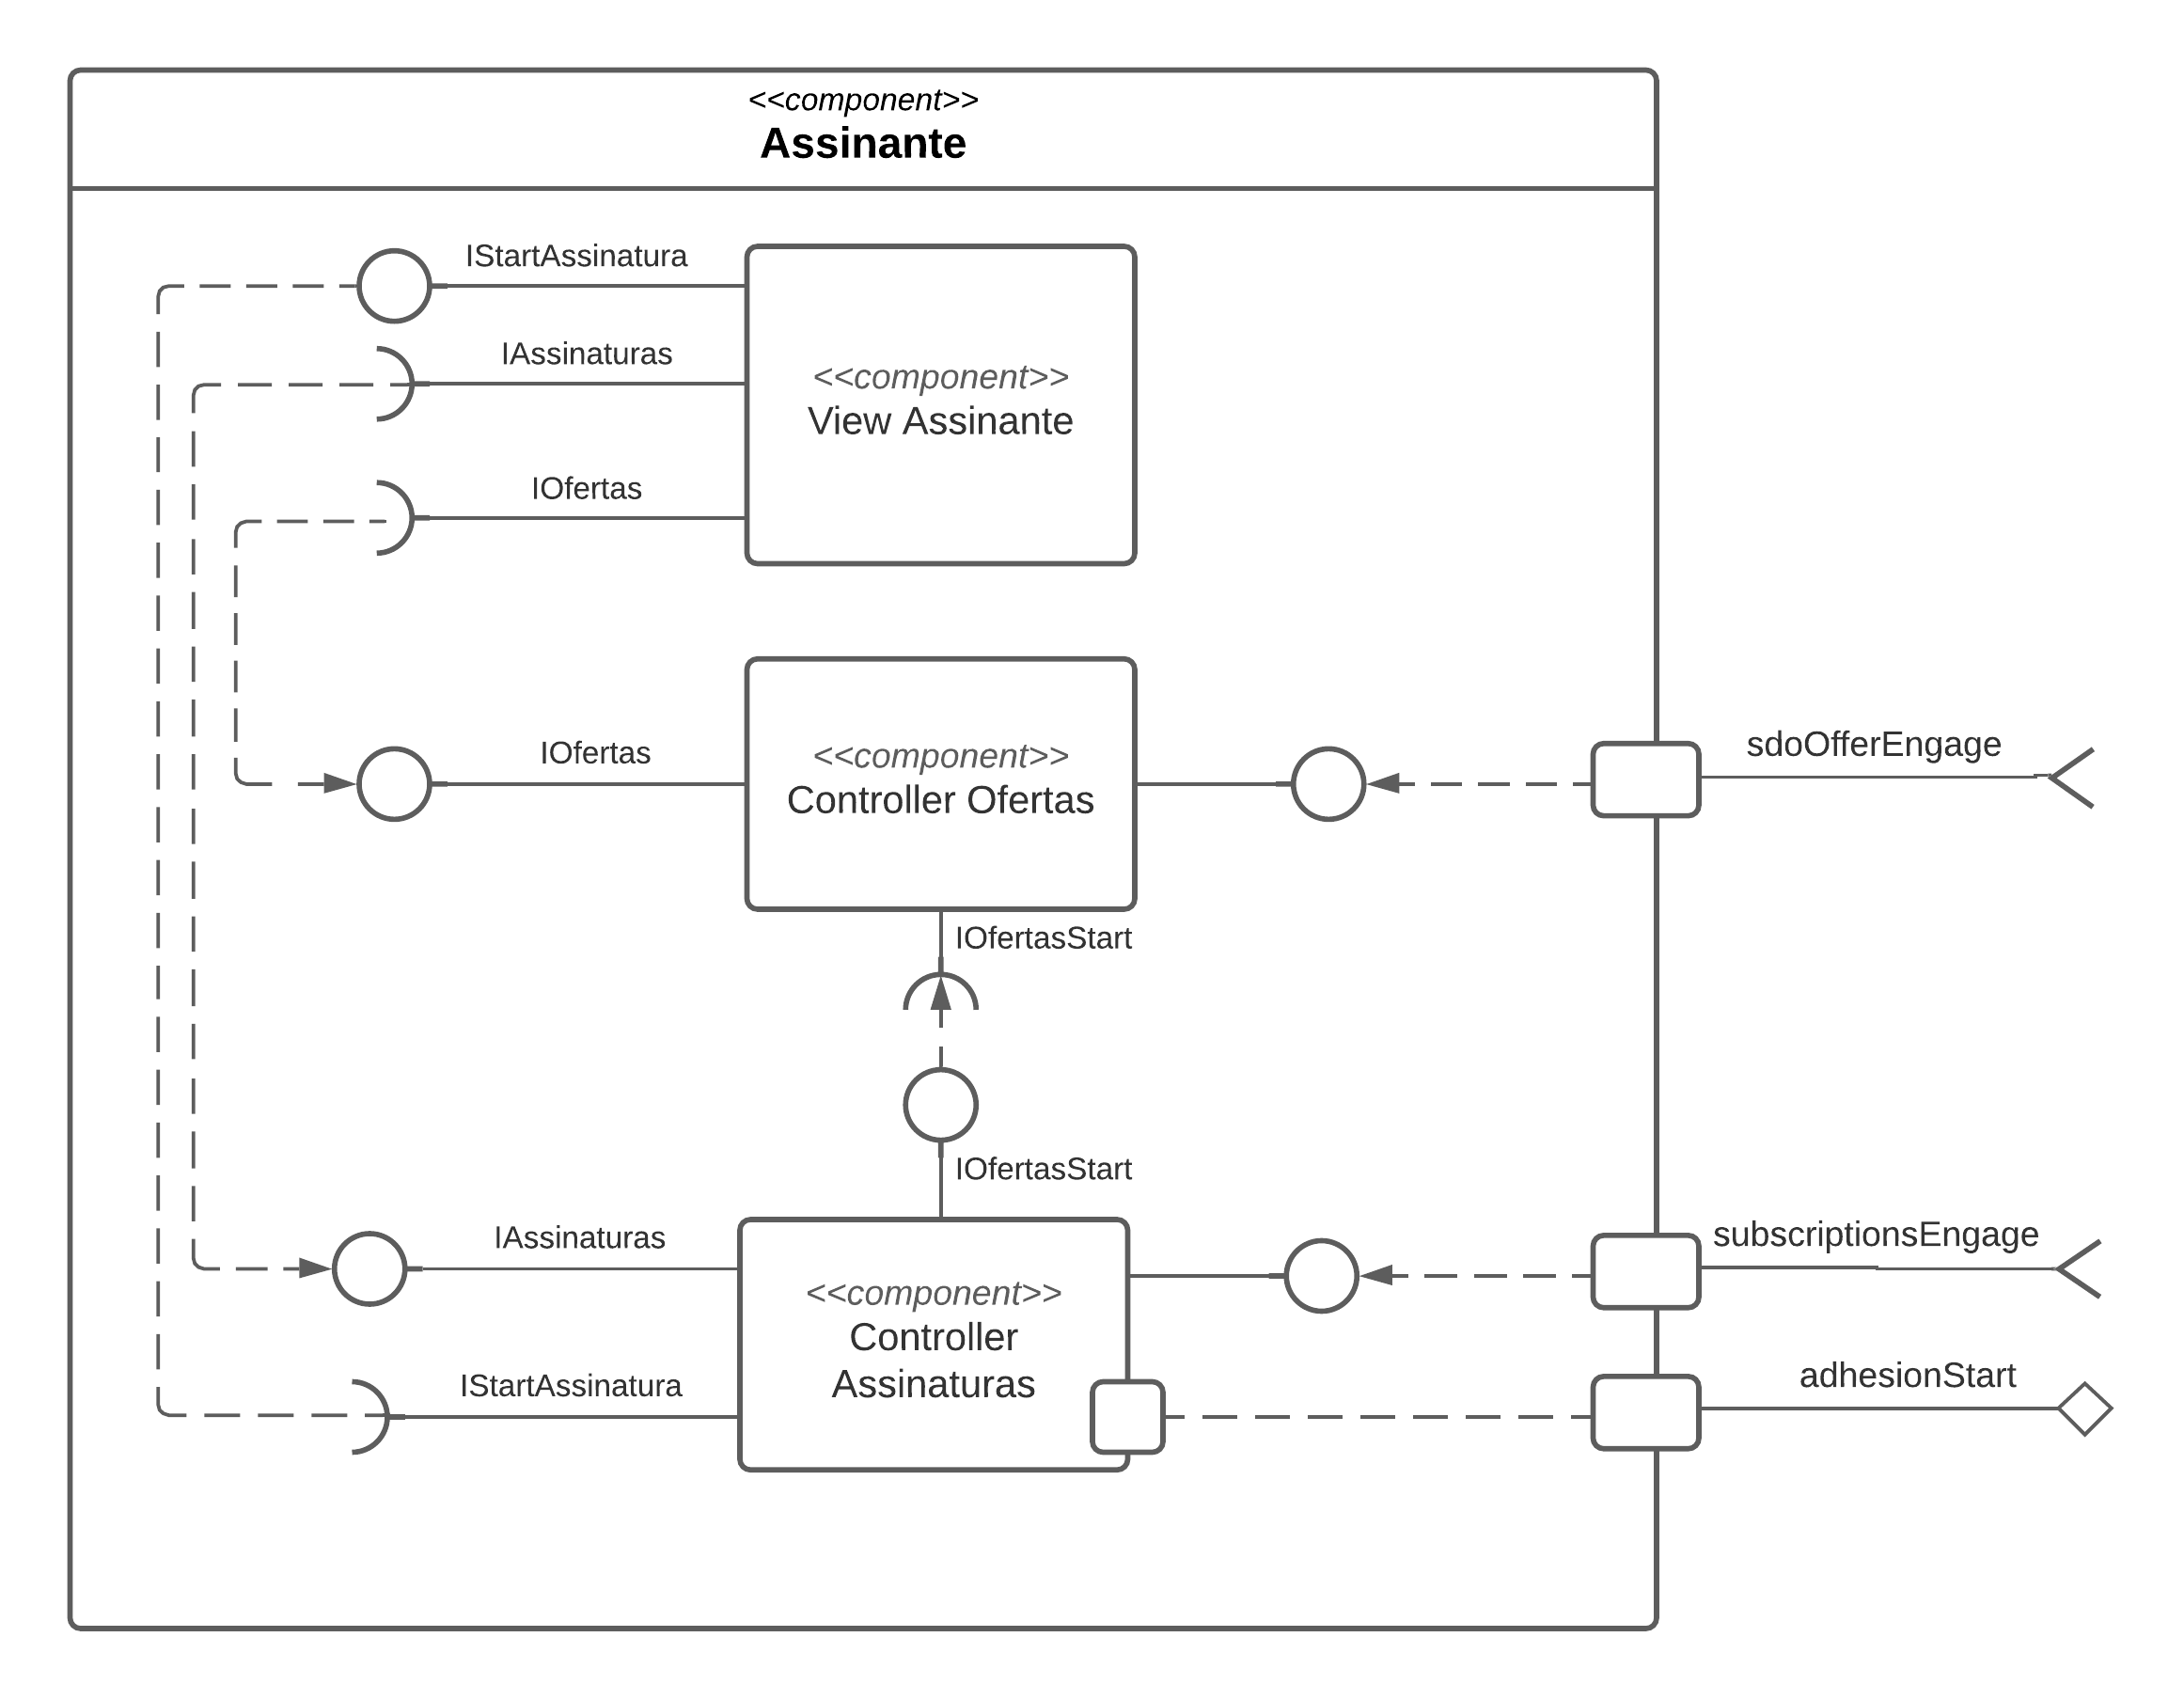 <<component>>
Assinante
IStartAssinatura
IAssinaturas
<<component>>
View Assinante
IOfertas
sdoOfferEngage
IOfertas
<<component>>
Controller Ofertas
IOfertasStart
IOfertasStart
subscriptionsEngage
IAssinaturas
<<component>>
Controller
Assinaturas
adhesionStart
IStartAssinatura